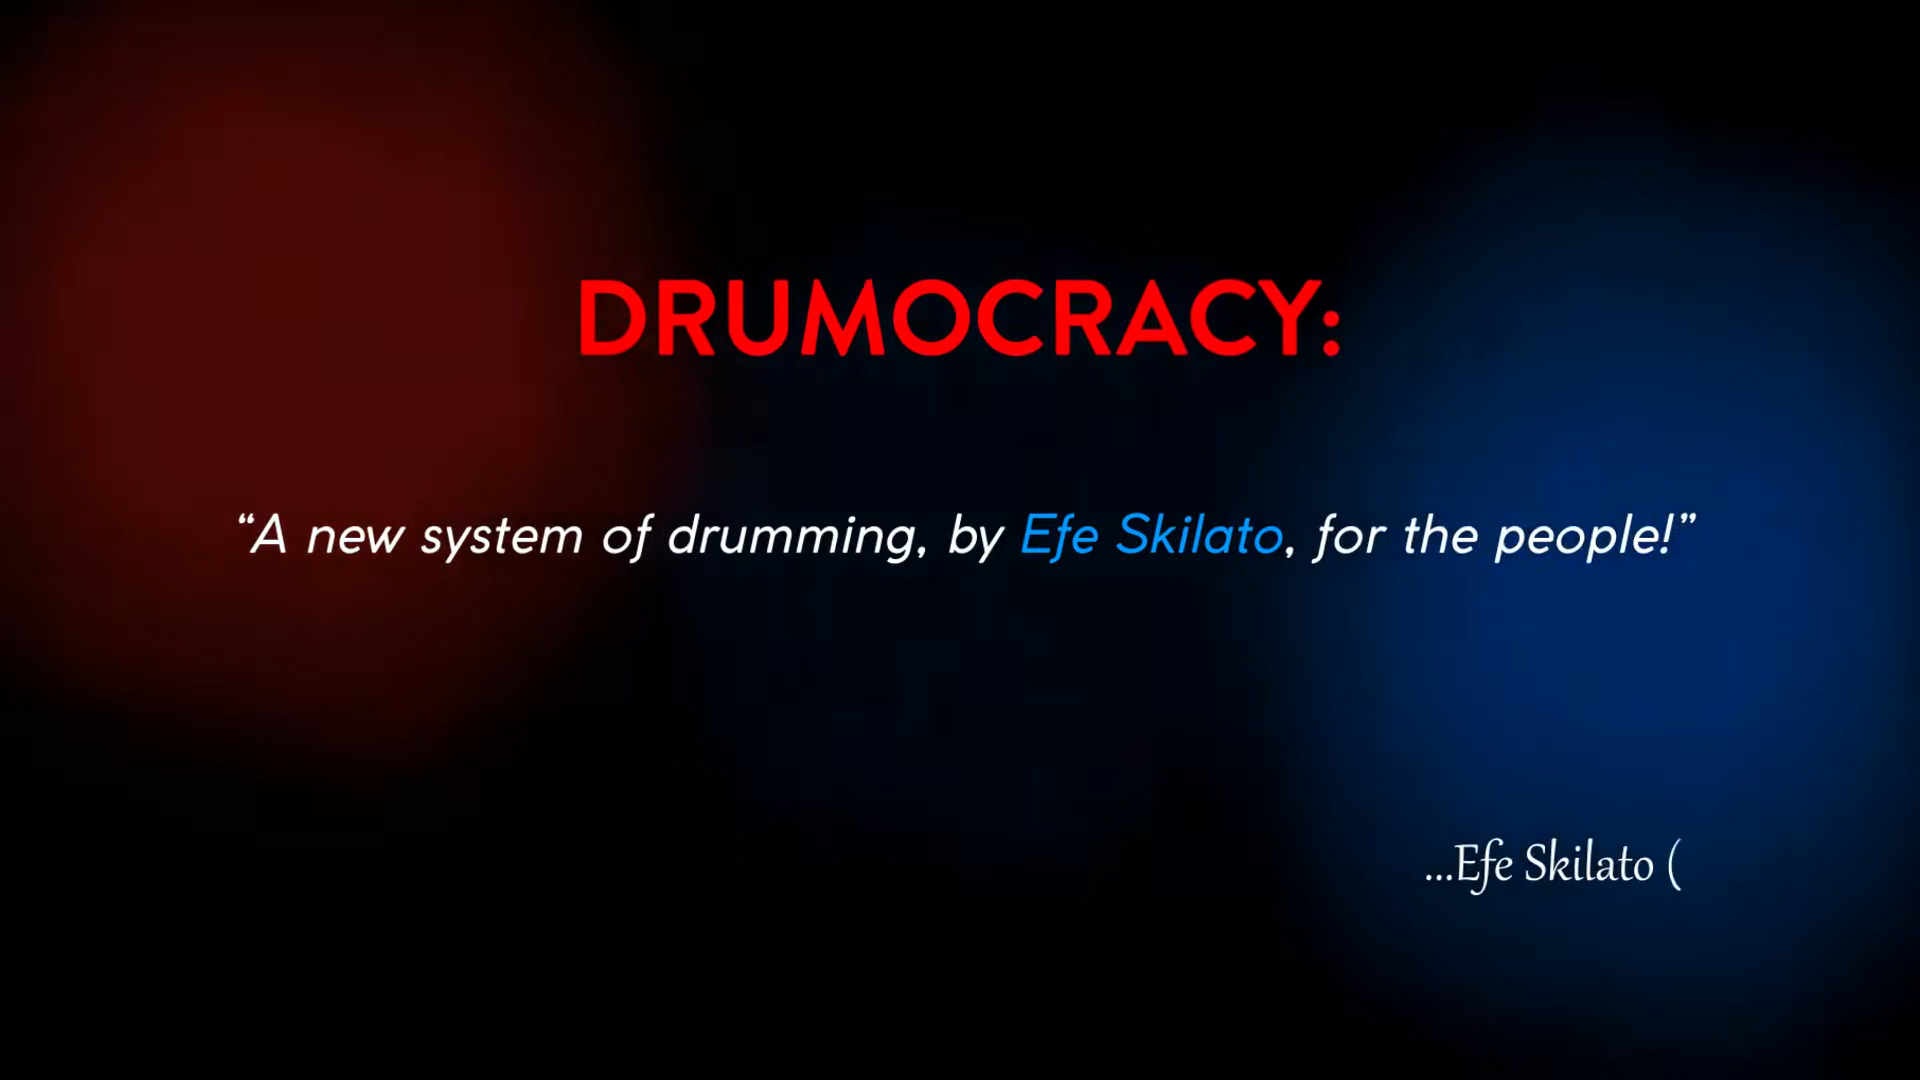 DRUMOCRACY:
“A new system of drumming, by Efe Skilato, for the people!”
...Efe Skilato (